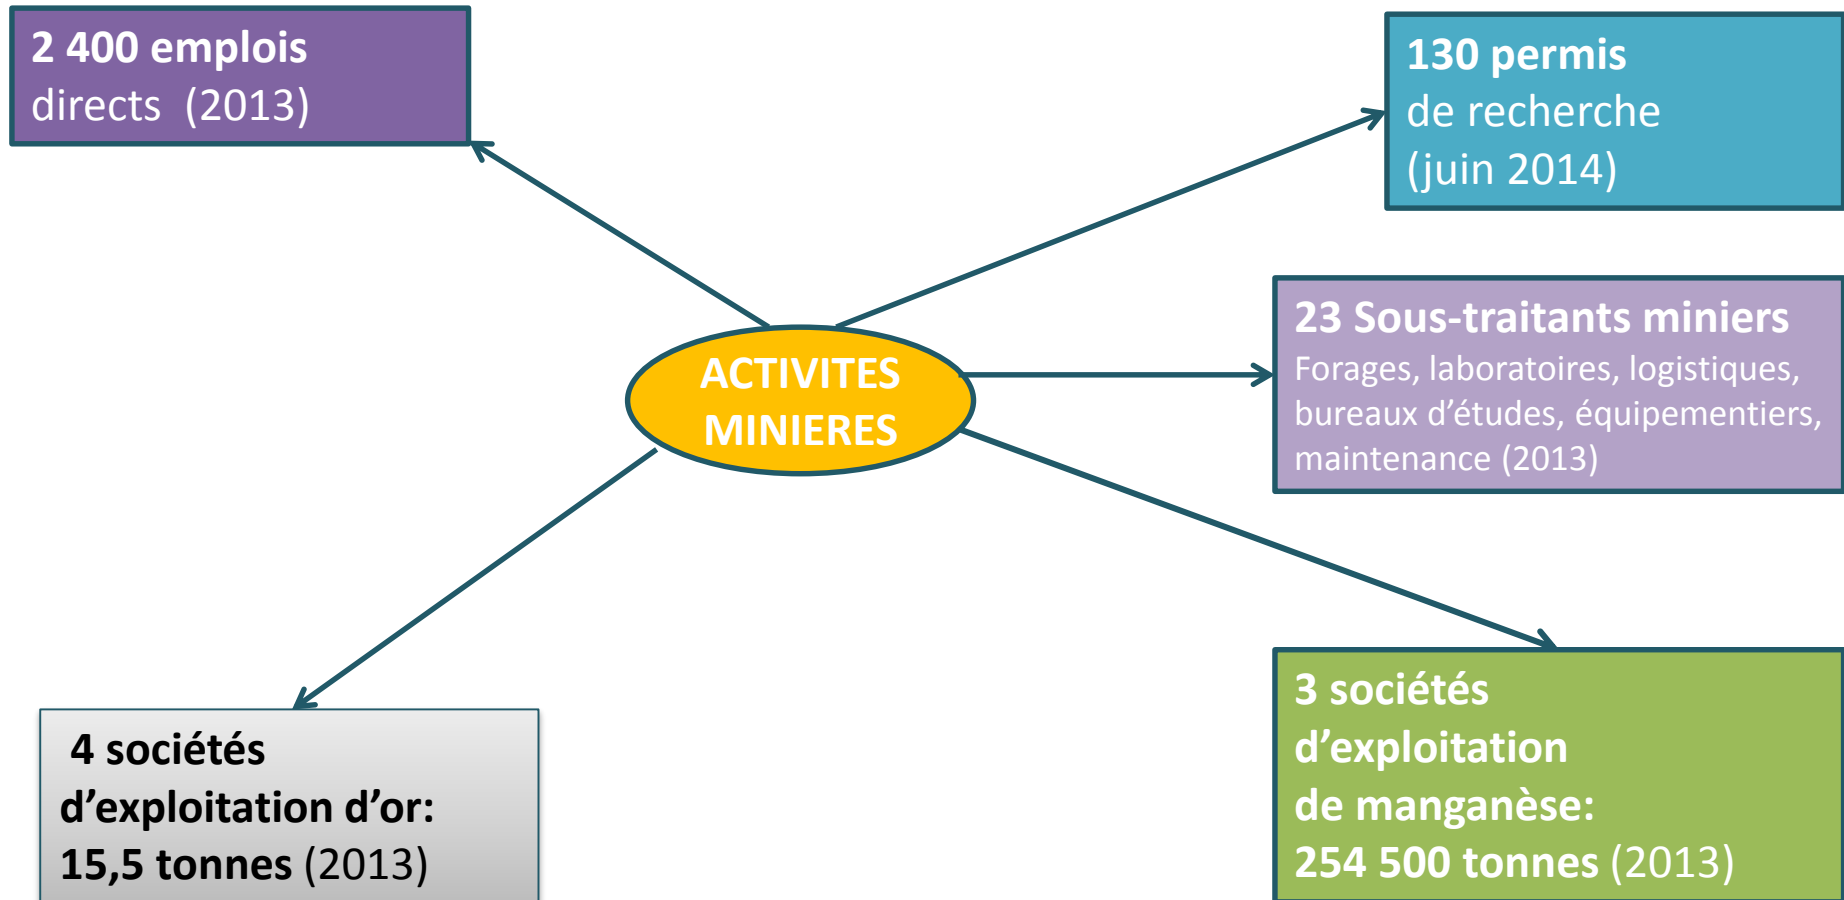 2 400 emplois
directs (2013)
130 permis
de recherche
(juin 2014)
23 Sous-traitants miniers
Forages, laboratoires, logistiques,
bureaux d’études, équipementiers,
maintenance (2013)
ACTIVITES
MINIERES
4 sociétés
d’exploitation d’or:
15,5 tonnes (2013)
3 sociétés
d’exploitation
de manganèse:
254 500 tonnes (2013)